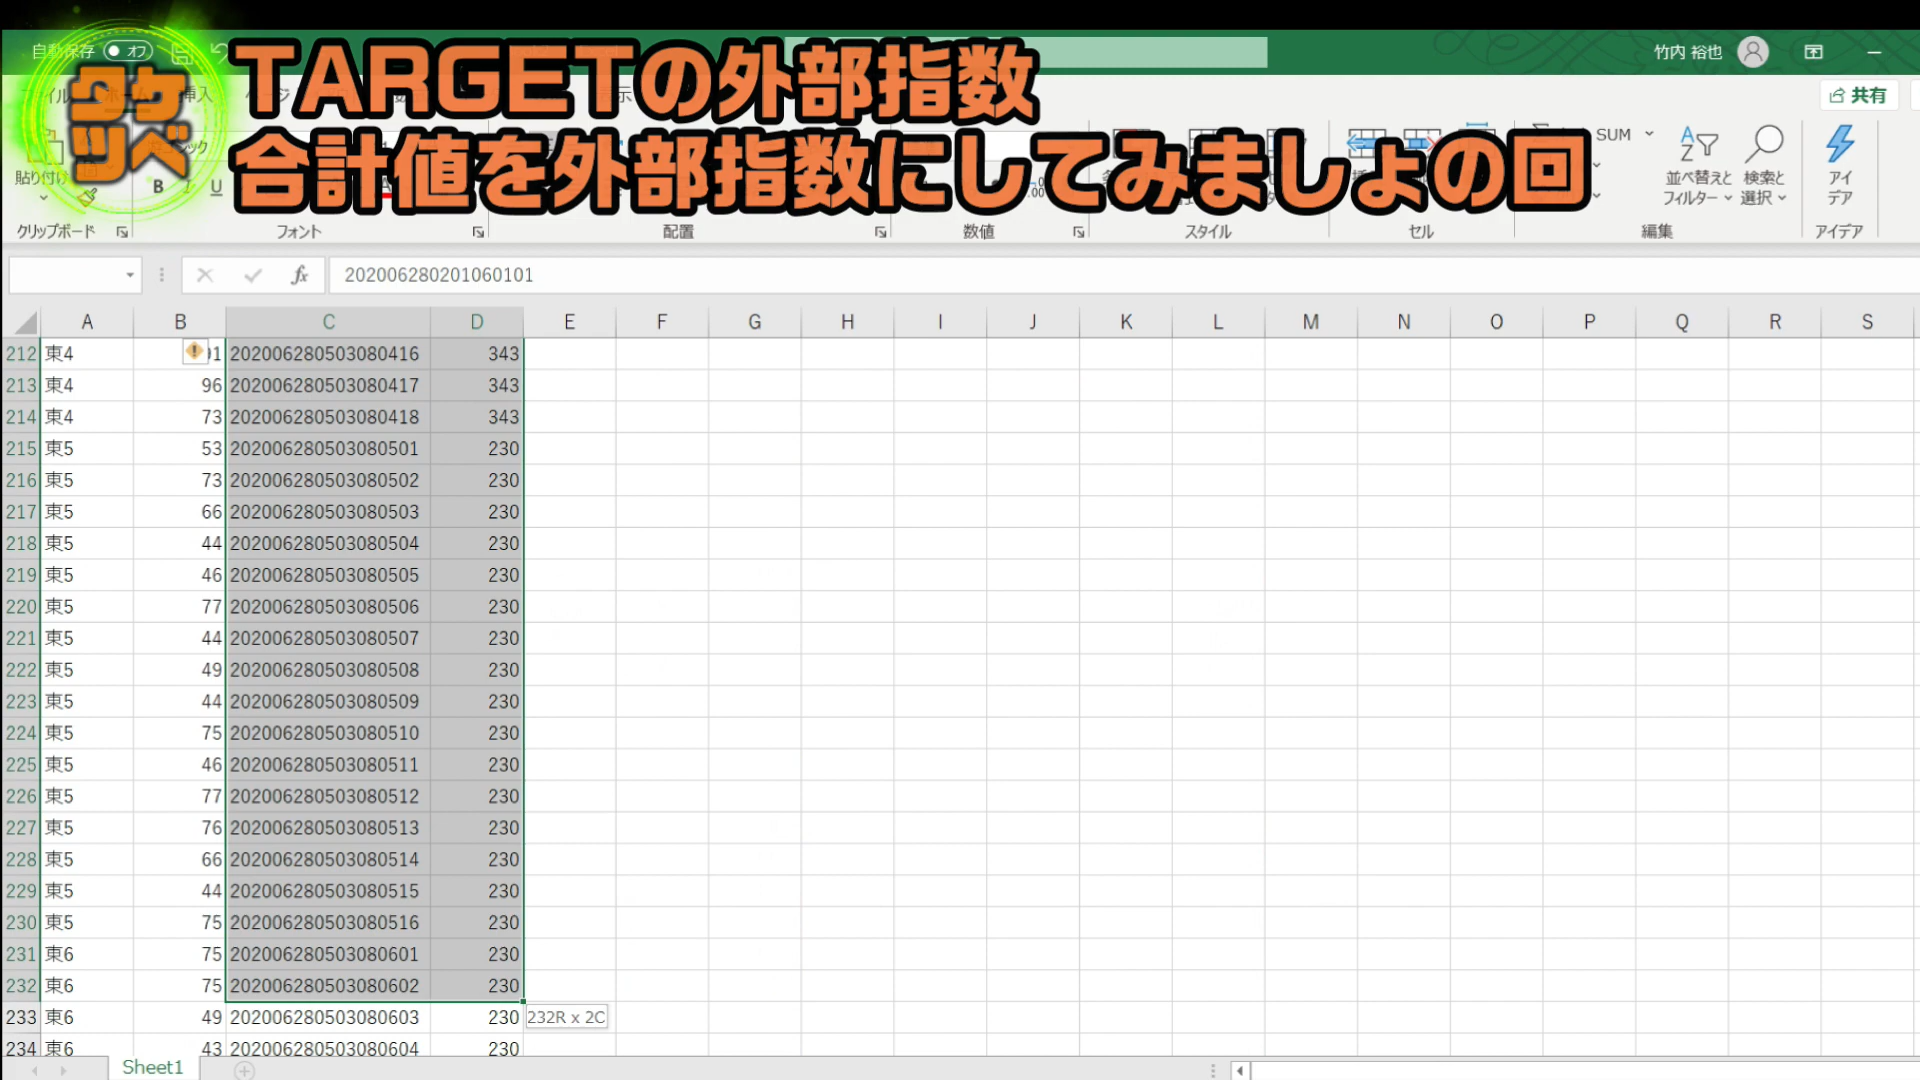 自動保存 オフ
TARGETの外部指数
竹内 裕也
共有
合計値を外部指数にしてみましょの回
タケ
ツベ
貼り付け
B I U
SUM
並べ替えと
フィルター
検索と
選択
アイ
デア
クリップボード フォント 配置 数値 スタイル セル 編集 アイデア
fx 202006280201060101
A B C D E F G H I J K L M N O P Q R S
212 東4 91 202006280503080416 343
213 東4 96 202006280503080417 343
214 東4 73 202006280503080418 343
215 東5 53 202006280503080501 230
216 東5 73 202006280503080502 230
217 東5 66 202006280503080503 230
218 東5 44 202006280503080504 230
219 東5 46 202006280503080505 230
220 東5 77 202006280503080506 230
221 東5 44 202006280503080507 230
222 東5 49 202006280503080508 230
223 東5 44 202006280503080509 230
224 東5 75 202006280503080510 230
225 東5 46 202006280503080511 230
226 東5 77 202006280503080512 230
227 東5 76 202006280503080513 230
228 東5 66 202006280503080514 230
229 東5 44 202006280503080515 230
230 東5 75 202006280503080516 230
231 東6 75 202006280503080601 230
232 東6 75 202006280503080602 230
233 東6 49 202006280503080603 230 232R x 2C
234 東6 43 202006280503080604 230
Sheet1